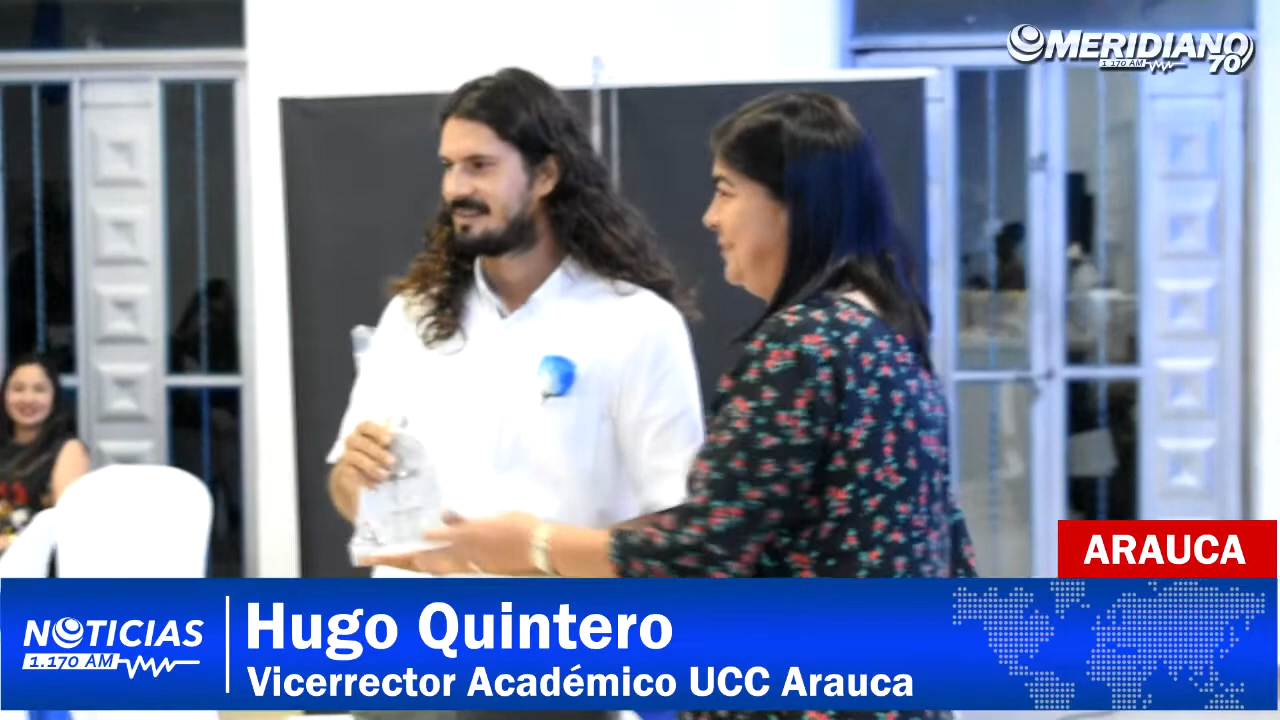 MERIDIANO
1.170 AM
70
ARAUCA
NOTICIAS
1.170 AM
Hugo Quintero
Vicerrector Académico UCC Arauca